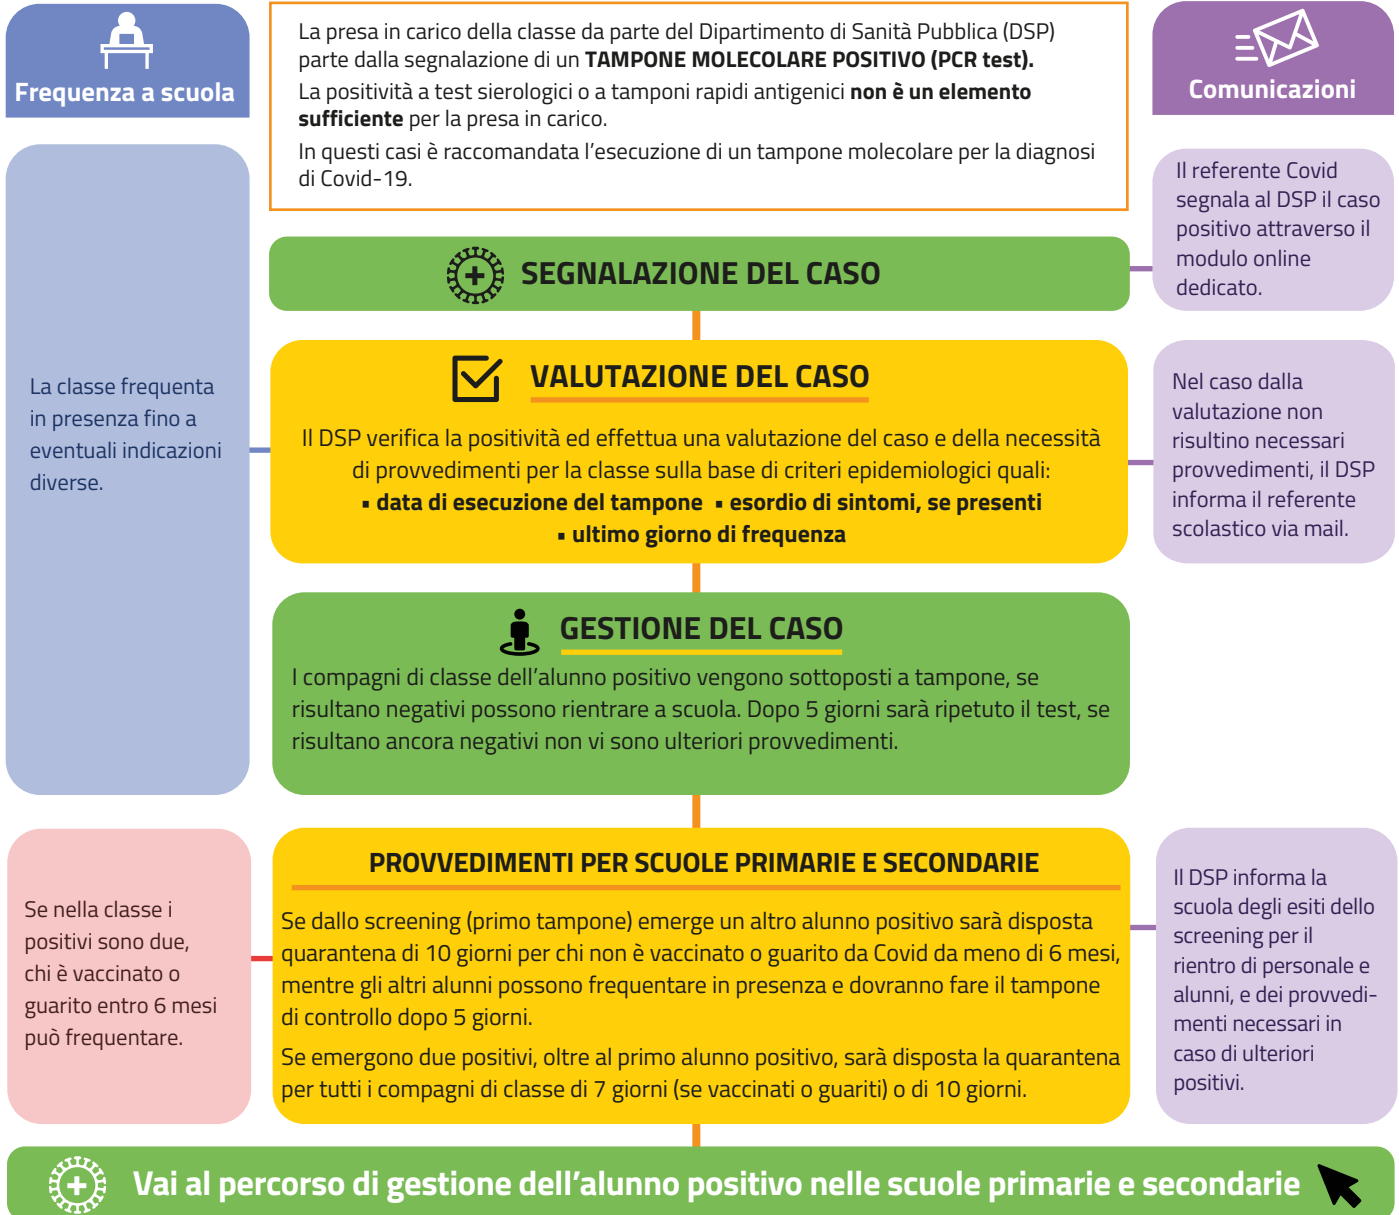 Frequenza a scuola
La presa in carico della classe da parte del Dipartimento di Sanità Pubblica (DSP)
parte dalla segnalazione di un TAMPONE MOLECOLARE POSITIVO (PCR test).
La positività a test sierologici o a tamponi rapidi antigenici non è un elemento
sufficiente per la presa in carico.
In questi casi è raccomandata l’esecuzione di un tampone molecolare per la diagnosi
di Covid-19.
Comunicazioni
Il referente Covid
segnala al DSP il caso
positivo attraverso il
modulo online
dedicato.
SEGNALAZIONE DEL CASO
La classe frequenta
in presenza fino a
eventuali indicazioni
diverse.
VALUTAZIONE DEL CASO
Il DSP verifica la positività ed effettua una valutazione del caso e della necessità
di provvedimenti per la classe sulla base di criteri epidemiologici quali:
▪ data di esecuzione del tampone ▪ esordio di sintomi, se presenti
▪ ultimo giorno di frequenza
Nel caso dalla
valutazione non
risultino necessari
provvedimenti, il DSP
informa il referente
scolastico via mail.
GESTIONE DEL CASO
I compagni di classe dell’alunno positivo vengono sottoposti a tampone, se
risultano negativi possono rientrare a scuola. Dopo 5 giorni sarà ripetuto il test, se
risultano ancora negativi non vi sono ulteriori provvedimenti.
Se nella classe i
positivi sono due,
chi è vaccinato o
guarito entro 6 mesi
può frequentare.
PROVVEDIMENTI PER SCUOLE PRIMARIE E SECONDARIE
Se dallo screening (primo tampone) emerge un altro alunno positivo sarà disposta
quarantena di 10 giorni per chi non è vaccinato o guarito da Covid da meno di 6 mesi,
mentre gli altri alunni possono frequentare in presenza e dovranno fare il tampone
di controllo dopo 5 giorni.
Se emergono due positivi, oltre al primo alunno positivo, sarà disposta la quarantena
per tutti i compagni di classe di 7 giorni (se vaccinati o guariti) o di 10 giorni.
Il DSP informa la
scuola degli esiti dello
screening per il
rientro di personale e
alunni, e dei provvedi-
menti necessari in
caso di ulteriori
positivi.
Vai al percorso di gestione dell’alunno positivo nelle scuole primarie e secondarie